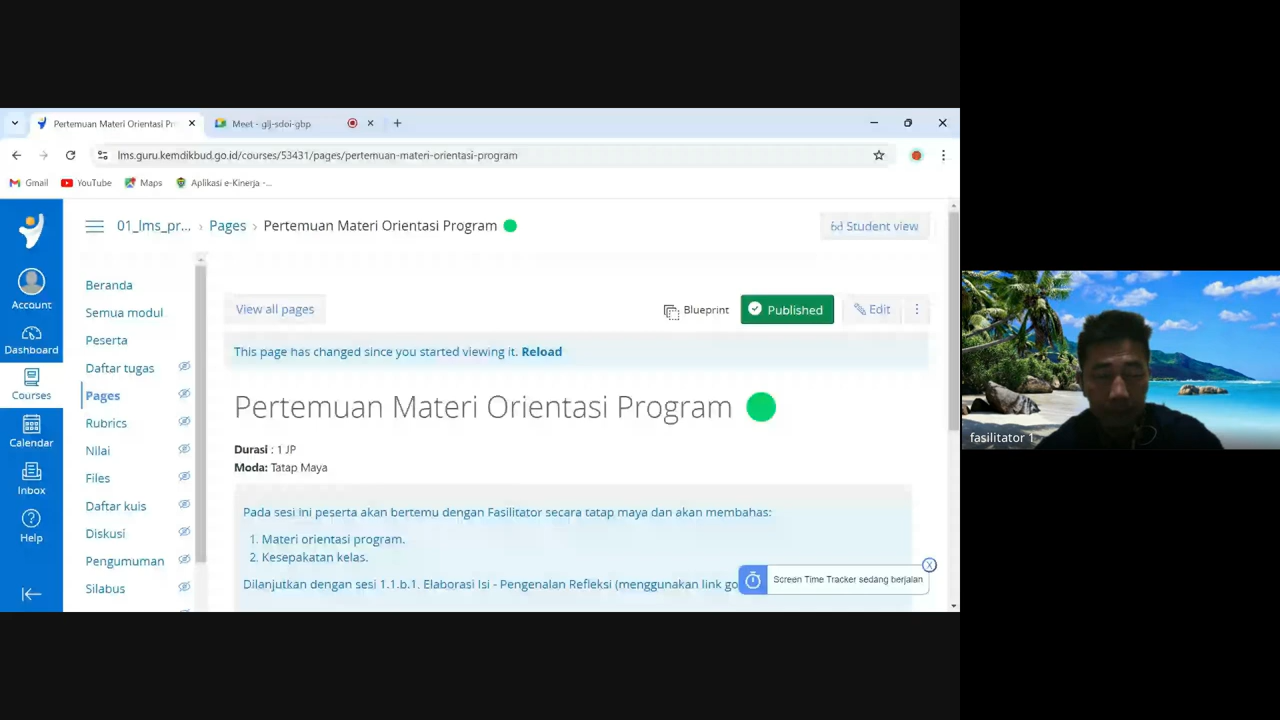 Pertemuan Materi Orientasi Pr
Meet - glj-sdoi-gbp
lms.guru.kemdikbud.go.id/courses/53431/pages/pertemuan-materi-orientasi-program
Gmail YouTube Maps Aplikasi e-Kinerja -...
01_lms_pr... › Pages › Pertemuan Materi Orientasi Program
Student view
Account
Dashboard
Courses
Calendar
Inbox
Help
Beranda
Semua modul
Peserta
Daftar tugas
Pages
Rubrics
Nilai
Files
Daftar kuis
Diskusi
Pengumuman
Silabus
View all pages
Blueprint
Published
Edit
This page has changed since you started viewing it. Reload
Pertemuan Materi Orientasi Program
Durasi : 1 JP
Moda: Tatap Maya
Pada sesi ini peserta akan bertemu dengan Fasilitator secara tatap maya dan akan membahas:
1. Materi orientasi program.
2. Kesepakatan kelas.
Dilanjutkan dengan sesi 1.1.b.1. Elaborasi Isi - Pengenalan Refleksi (menggunakan link go
Screen Time Tracker sedang berjalan
X
fasilitator 1